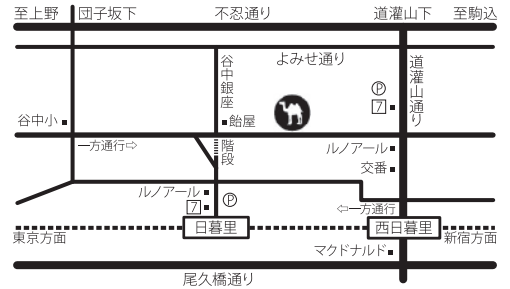 至上野 団子坂下 不忍通り 道灌山下 至駒込
よみせ通り
谷中銀座
道灌山通り
Ⓟ
7
谷中小
飴屋
一方通行⇨
階段
ルノアール
交番
ルノアール
7
Ⓟ
⇦一方通行
日暮里
西日暮里
東京方面
新宿方面
マクドナルド
尾久橋通り